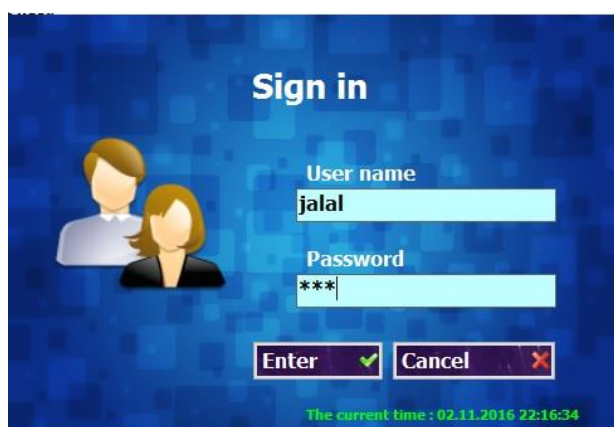 Sign in
User name
jalal
Password
***
Enter
Cancel
The current time : 02.11.2016 22:16:34